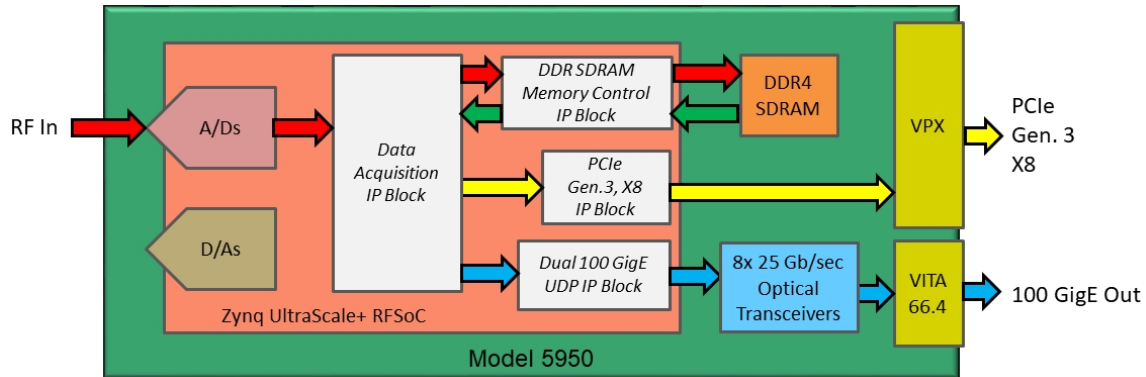 RF In
A/Ds
D/As
Data
Acquisition
IP Block
DDR SDRAM
Memory Control
IP Block
DDR4
SDRAM
PCIe
Gen.3, X8
IP Block
Dual 100 GigE
UDP IP Block
8x 25 Gb/sec
Optical
Transceivers
VPX
VITA
66.4
PCIe
Gen. 3
X8
100 GigE Out
Zynq UltraScale+ RFSoC
Model 5950